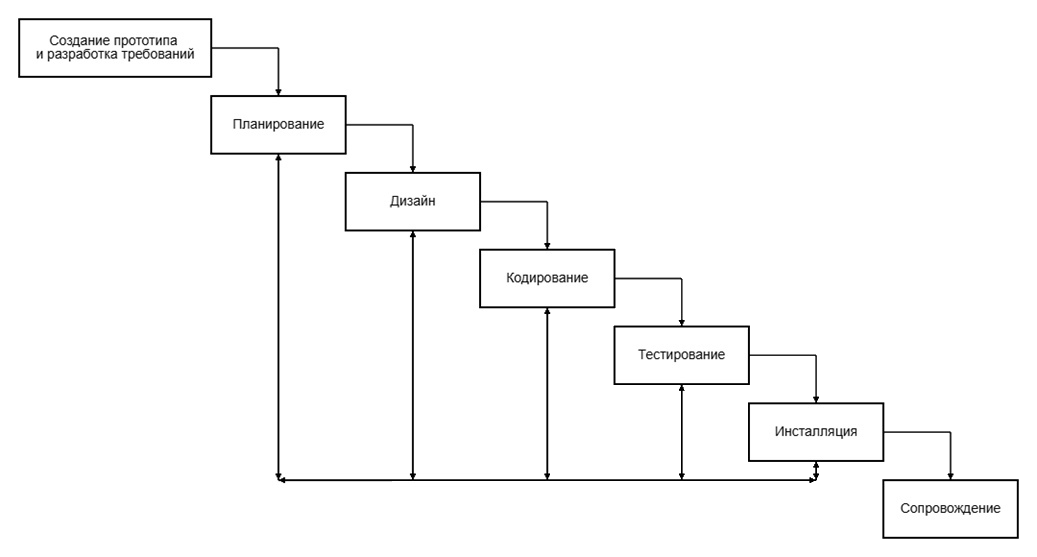 Создание прототипа
и разработка требований
Планирование
Дизайн
Кодирование
Тестирование
Инсталляция
Сопровождение